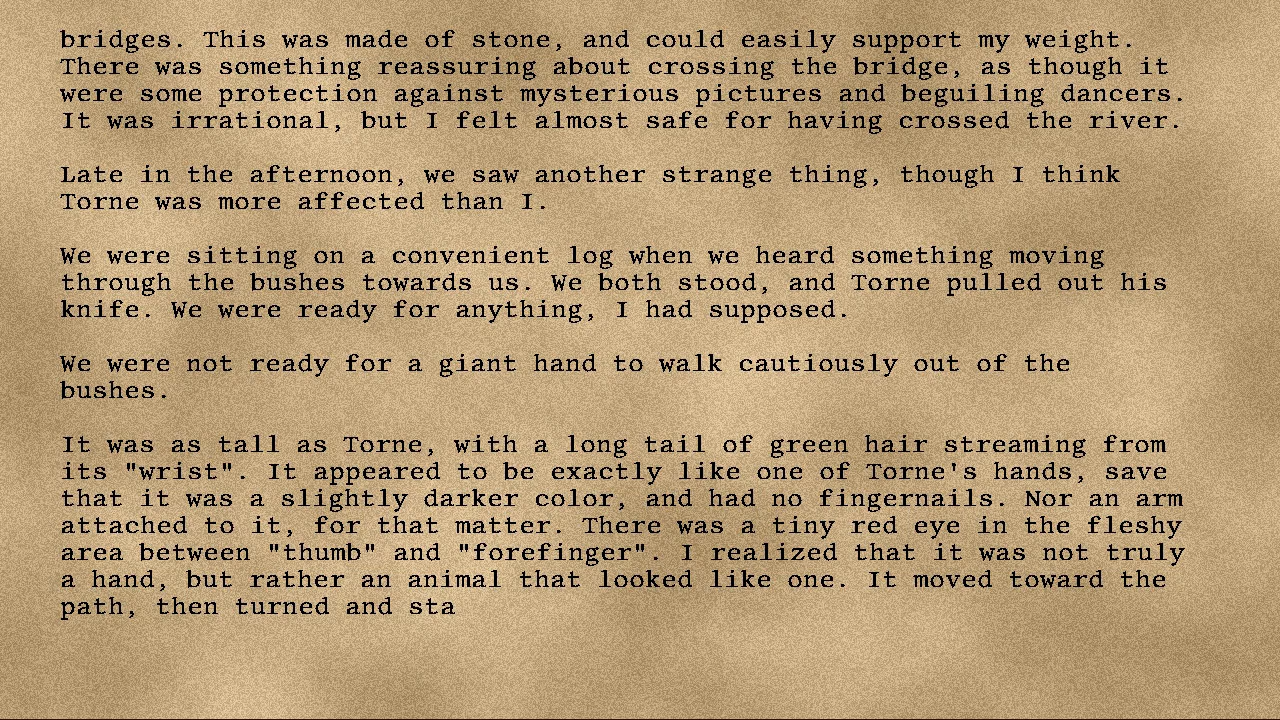 bridges. This was made of stone, and could easily support my weight.
There was something reassuring about crossing the bridge, as though it
were some protection against mysterious pictures and beguiling dancers.
It was irrational, but I felt almost safe for having crossed the river.
Late in the afternoon, we saw another strange thing, though I think
Torne was more affected than I.
We were sitting on a convenient log when we heard something moving
through the bushes towards us. We both stood, and Torne pulled out his
knife. We were ready for anything, I had supposed.
We were not ready for a giant hand to walk cautiously out of the
bushes.
It was as tall as Torne, with a long tail of green hair streaming from
its "wrist". It appeared to be exactly like one of Torne's hands, save
that it was a slightly darker color, and had no fingernails. Nor an arm
attached to it, for that matter. There was a tiny red eye in the fleshy
area between "thumb" and "forefinger". I realized that it was not truly
a hand, but rather an animal that looked like one. It moved toward the
path, then turned and sta